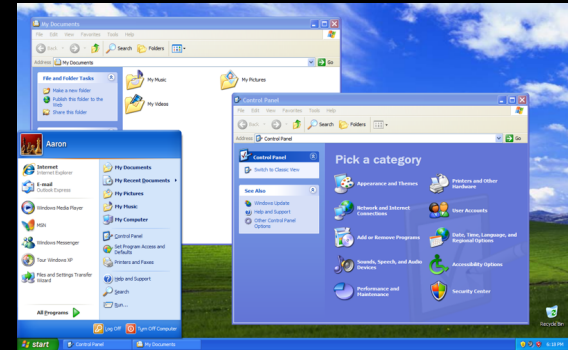 My Documents
File Edit View Favorites Tools Help
Back
Search Folders
Address My Documents Go
File and Folder Tasks
Make a new folder
Publish this folder to the
Web
Share this folder
My Music
My Pictures
My Videos
Control Panel
File Edit View Favorites Tools Help
Back Search Folders
Address Control Panel Go
Control Panel
Switch to Classic View
See Also
Windows Update
Help and Support
Other Control Panel
Options
Pick a category
Appearance and Themes
Printers and Other
Hardware
Network and Internet
Connections
User Accounts
Add or Remove Programs
Date, Time, Language, and
Regional Options
Sounds, Speech, and Audio
Devices
Accessibility Options
Performance and
Maintenance
Security Center
Aaron
Internet
Internet Explorer
E-mail
Outlook Express
Windows Media Player
MSN
Windows Messenger
Tour Windows XP
Files and Settings Transfer
Wizard
All Programs
My Documents
My Recent Documents
My Pictures
My Music
My Computer
Control Panel
Set Program Access and
Defaults
Printers and Faxes
Help and Support
Search
Run...
Log Off Turn Off Computer
Recycle Bin
start Control Panel My Documents 6:18 PM